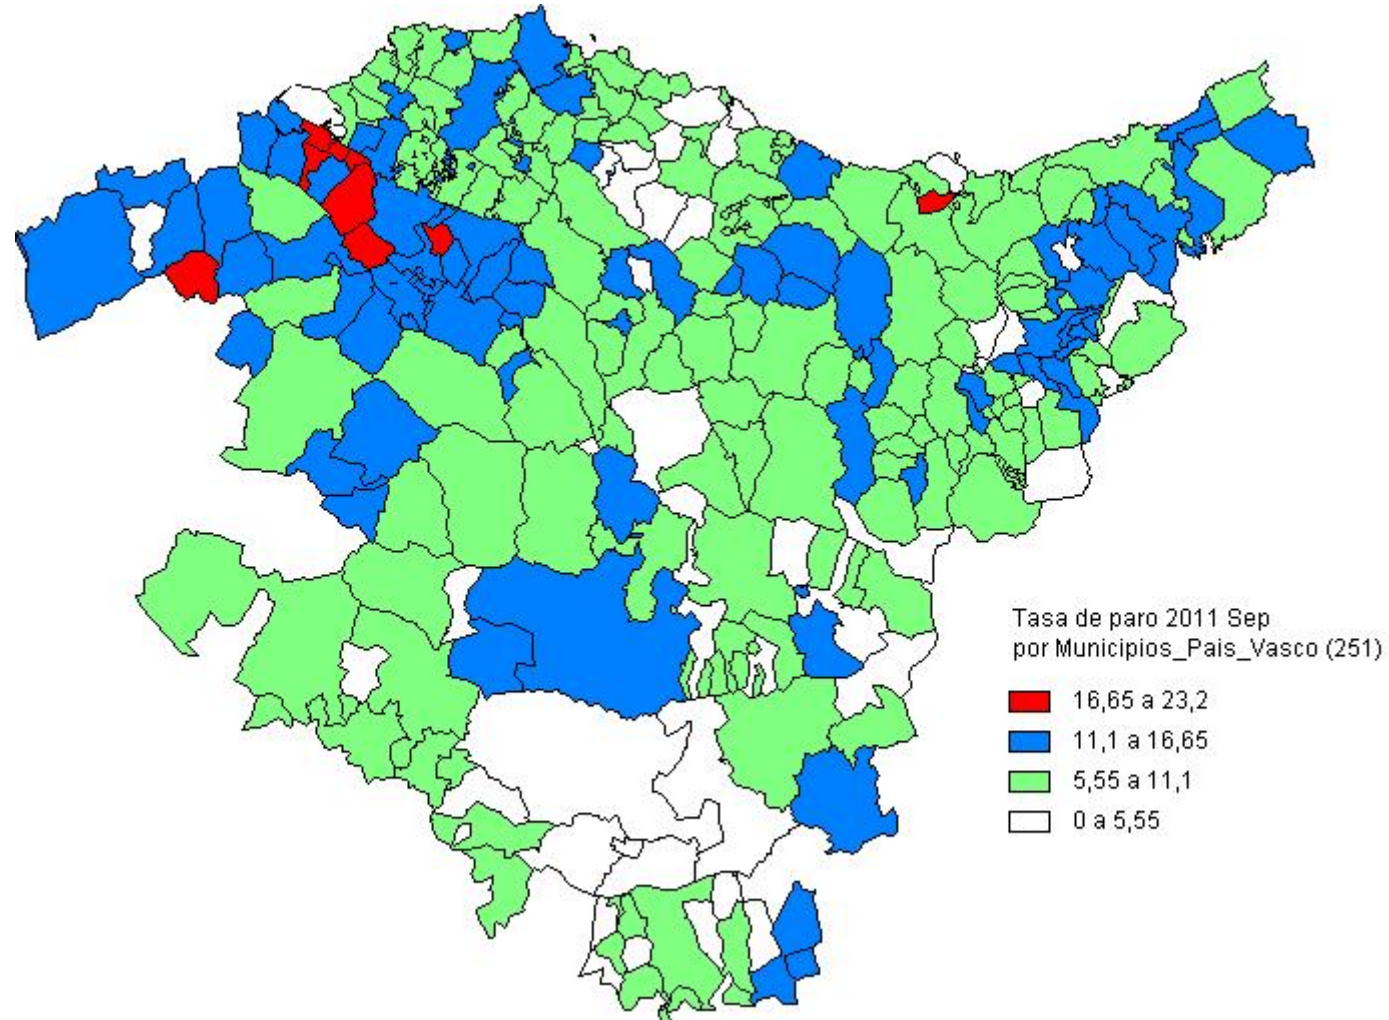 Tasa de paro 2011 Sep
por Municipios_Pais_Vasco (251)
16,65 a 23,2
11,1 a 16,65
5,55 a 11,1
0 a 5,55